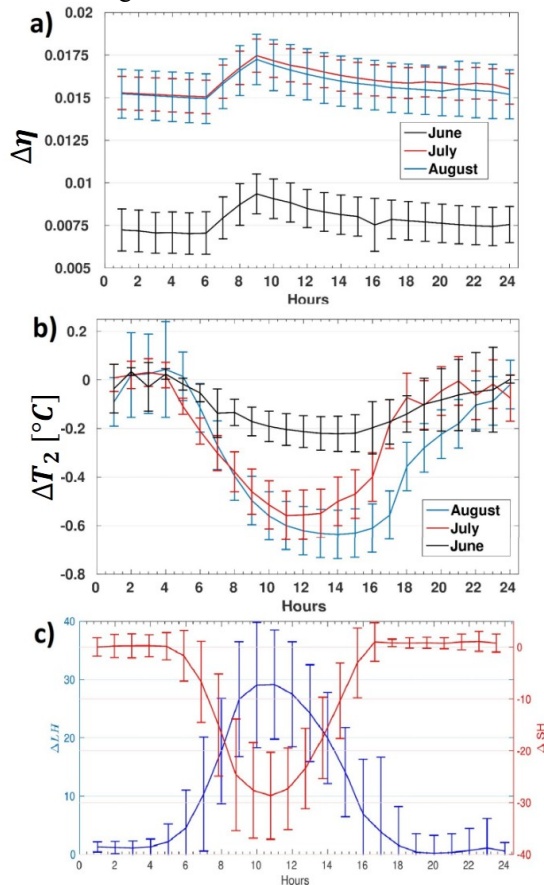 a)
0.02
0.0175
0.015
0.0125
0.01
0.0075
0.005
Δη
June
July
August
0 2 4 6 8 10 12 14 16 18 20 22 24
Hours
b)
0.2
0
-0.2
-0.4
-0.6
-0.8
ΔT₂ [°C]
August
July
June
0 2 4 6 8 10 12 14 16 18 20 22 24
Hours
c)
40
30
20
10
0
ΔLH
0
-10
-20
-30
-40
Δ SH
0 2 4 6 8 10 12 14 16 18 20 22 24
Hours